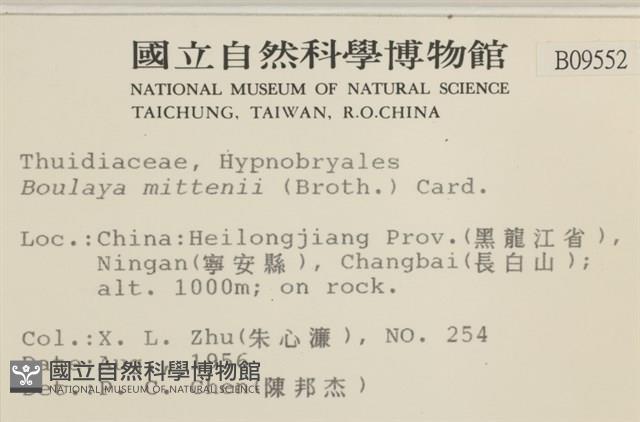 國立自然科學博物館
B09552
NATIONAL MUSEUM OF NATURAL SCIENCE
TAICHUNG, TAIWAN, R.O.CHINA
Thuidiaceae, Hypnobryales
Boulaya mittenii (Broth.) Card.
Loc.:China:Heilongjiang Prov.(黑龍江省),
Ningan(寧安縣), Changbai(長白山);
alt. 1000m; on rock.
Col.:X. L. Zhu(朱心濂), NO. 254
Date:Aug., 1956
國立自然科學博物館
NATIONAL MUSEUM OF NATURAL SCIENCE
(陳邦杰)